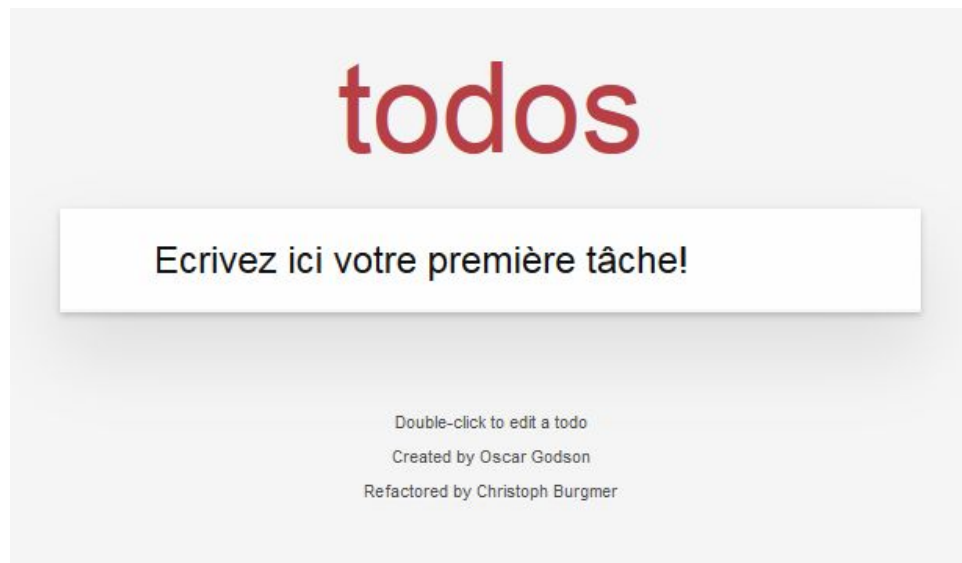 todos
Ecrivez ici votre première tâche!
Double-click to edit a todo
Created by Oscar Godson
Refactored by Christoph Burgmer